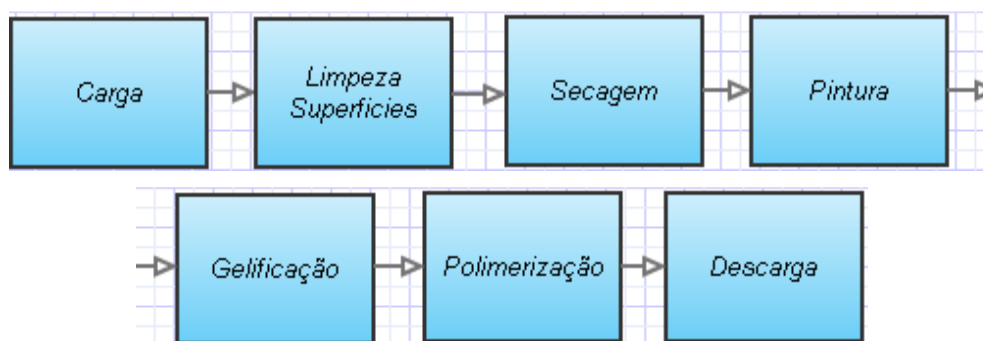 Carga
Limpeza
Superficies
Secagem
Pintura
Gelificação
Polimerização
Descarga